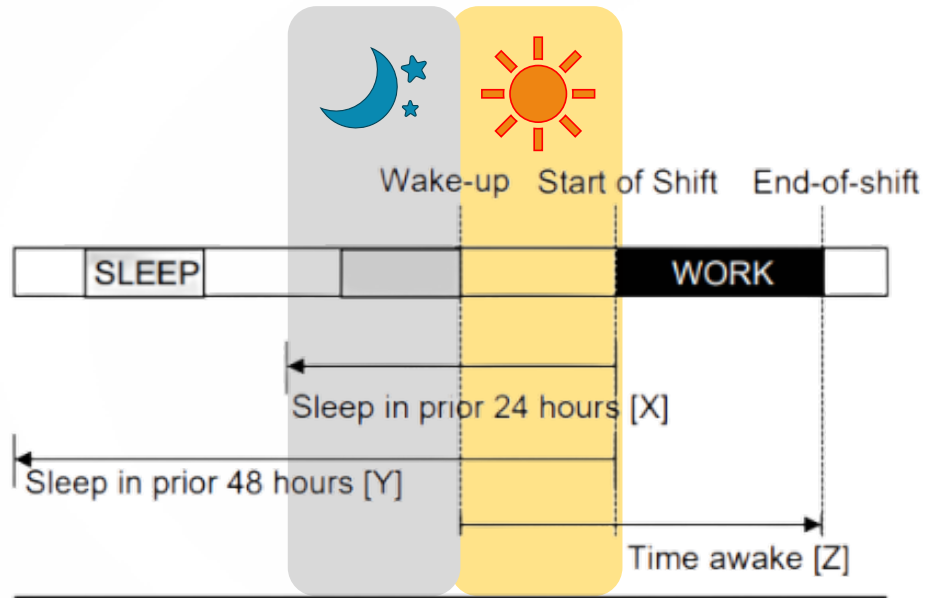 Wake-up Start of Shift End-of-shift
SLEEP WORK
Sleep in prior 24 hours [X]
Sleep in prior 48 hours [Y]
Time awake [Z]